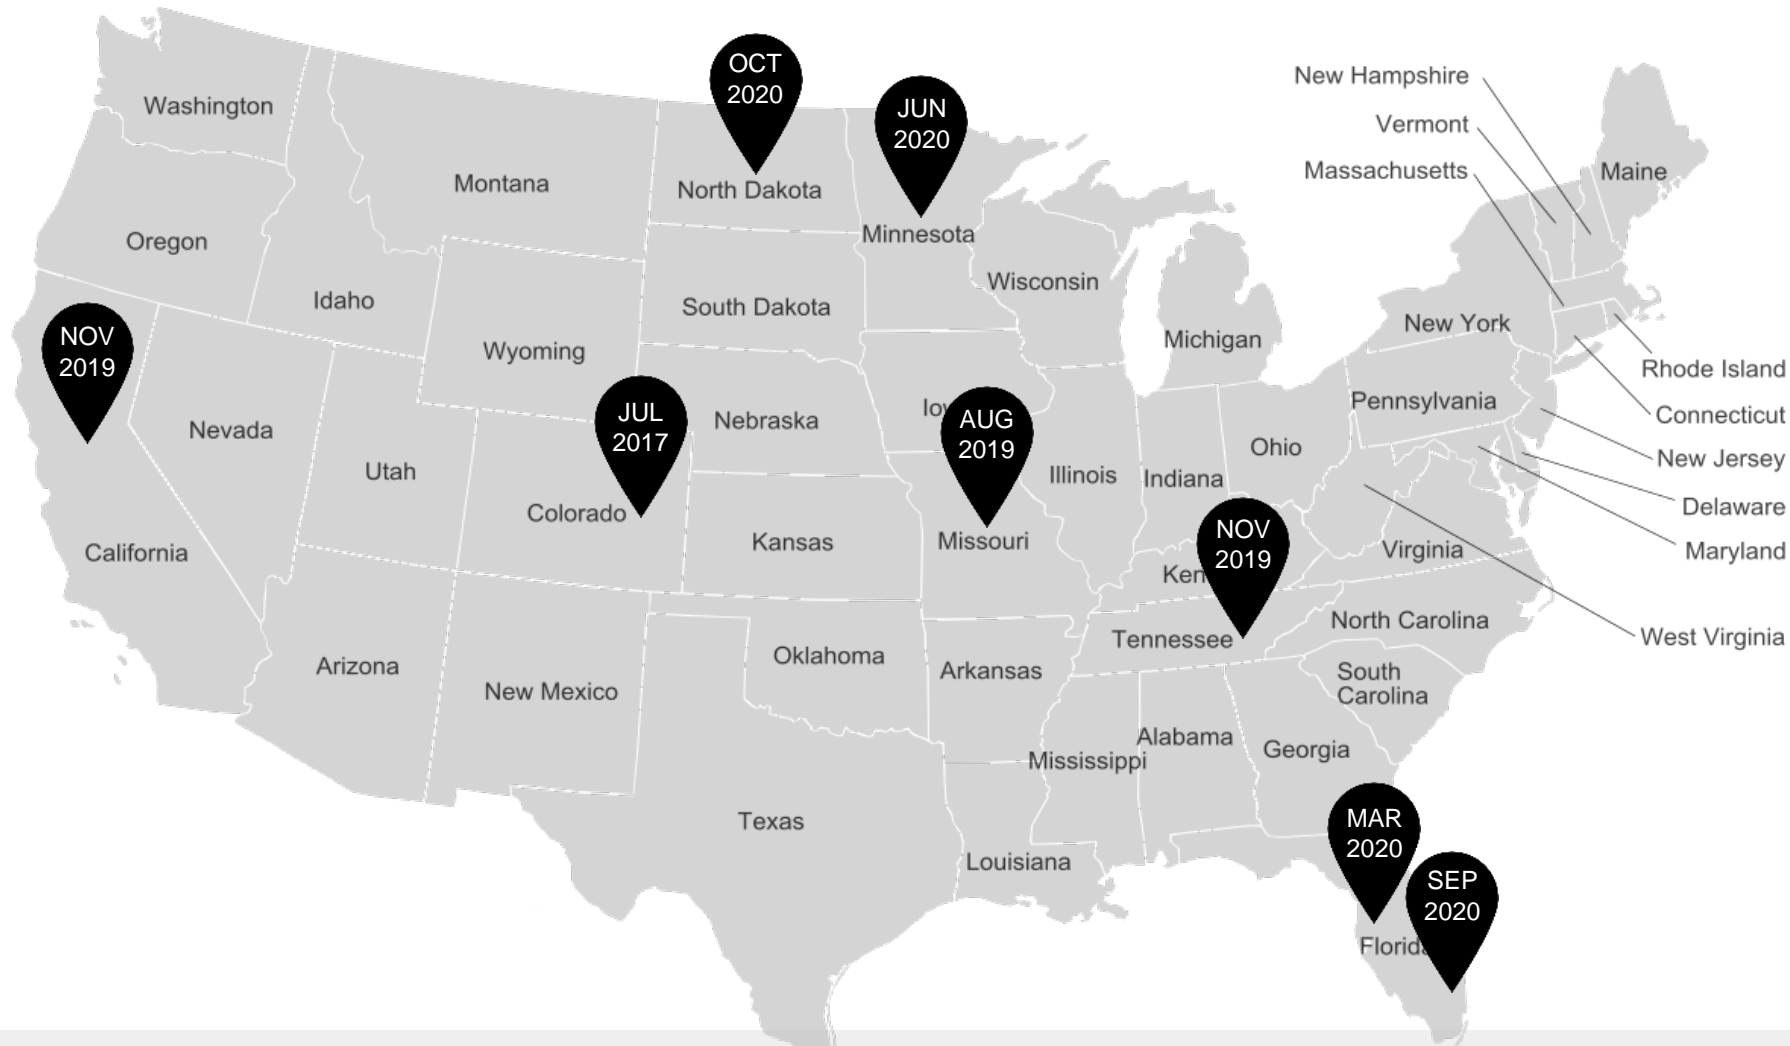 OCT
2020
JUN
2020
New Hampshire
Vermont
Massachusetts
Maine
Washington
Montana
North Dakota
Minnesota
Oregon
Idaho
South Dakota
Wisconsin
Michigan
New York
Wyoming
NOV
2019
Rhode Island
Connecticut
New Jersey
Delaware
Maryland
West Virginia
Nevada
Utah
JUL
2017
Colorado
Nebraska
AUG
2019
Illinois
Indiana
Ohio
Pennsylvania
California
Kansas
Missouri
NOV
2019
Virginia
Tennessee
North Carolina
South
Carolina
Arizona
New Mexico
Oklahoma
Arkansas
Mississippi
Alabama
Georgia
Texas
Louisiana
MAR
2020
SEP
2020